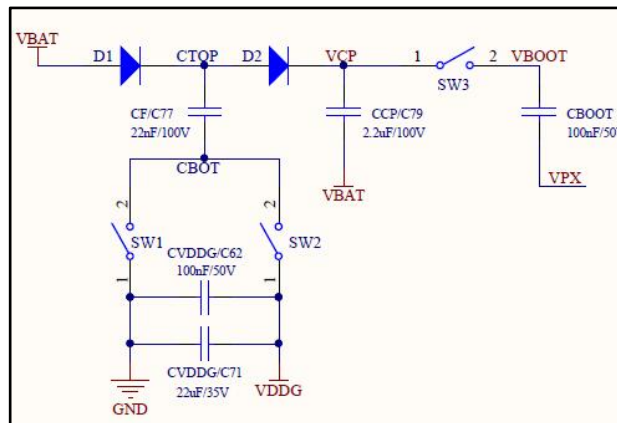 VBAT
D1
CTOP
D2
VCP
1
2
VBOOT
SW3
CF/C77
22nF/100V
CCP/C79
2.2uF/100V
CBOOT
100nF/50V
CBOT
VBAT
VPX
2
2
SW1
SW2
CVDDG/C62
100nF/50V
1
1
CVDDG/C71
22uF/35V
GND
VDDG